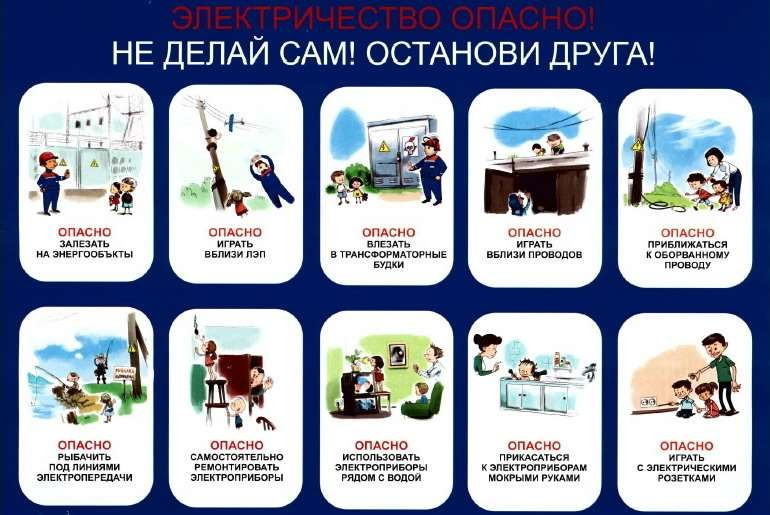 ЭЛЕКТРИЧЕСТВО ОПАСНО!
НЕ ДЕЛАЙ САМ! ОСТАНОВИ ДРУГА!
ОПАСНО
ЗАЛЕЗАТЬ
НА ЭНЕРГООБЪКТЫ
ОПАСНО
ИГРАТЬ
ВБЛИЗИ ЛЭП
ОПАСНО
ВЛЕЗАТЬ
В ТРАНСФОРМАТОРНЫЕ
БУДКИ
ОПАСНО
ИГРАТЬ
ВБЛИЗИ ПРОВОДОВ
ОПАСНО
ПРИБЛИЖАТЬСЯ
К ОБОРВАННОМУ
ПРОВОДУ
ОПАСНО
РЫБАЧИТЬ
ПОД ЛИНИЯМИ
ЭЛЕКТРОПЕРЕДАЧИ
ОПАСНО
САМОСТОЯТЕЛЬНО
РЕМОНТИРОВАТЬ
ЭЛЕКТРОПРИБОРЫ
ОПАСНО
ИСПОЛЬЗОВАТЬ
ЭЛЕКТРОПРИБОРЫ
РЯДОМ С ВОДОЙ
ОПАСНО
ПРИКАСАТЬСЯ
К ЭЛЕКТРОПРИБОРАМ
МОКРЫМИ РУКАМИ
ОПАСНО
ИГРАТЬ
С ЭЛЕКТРИЧЕСКИМИ
РОЗЕТКАМИ